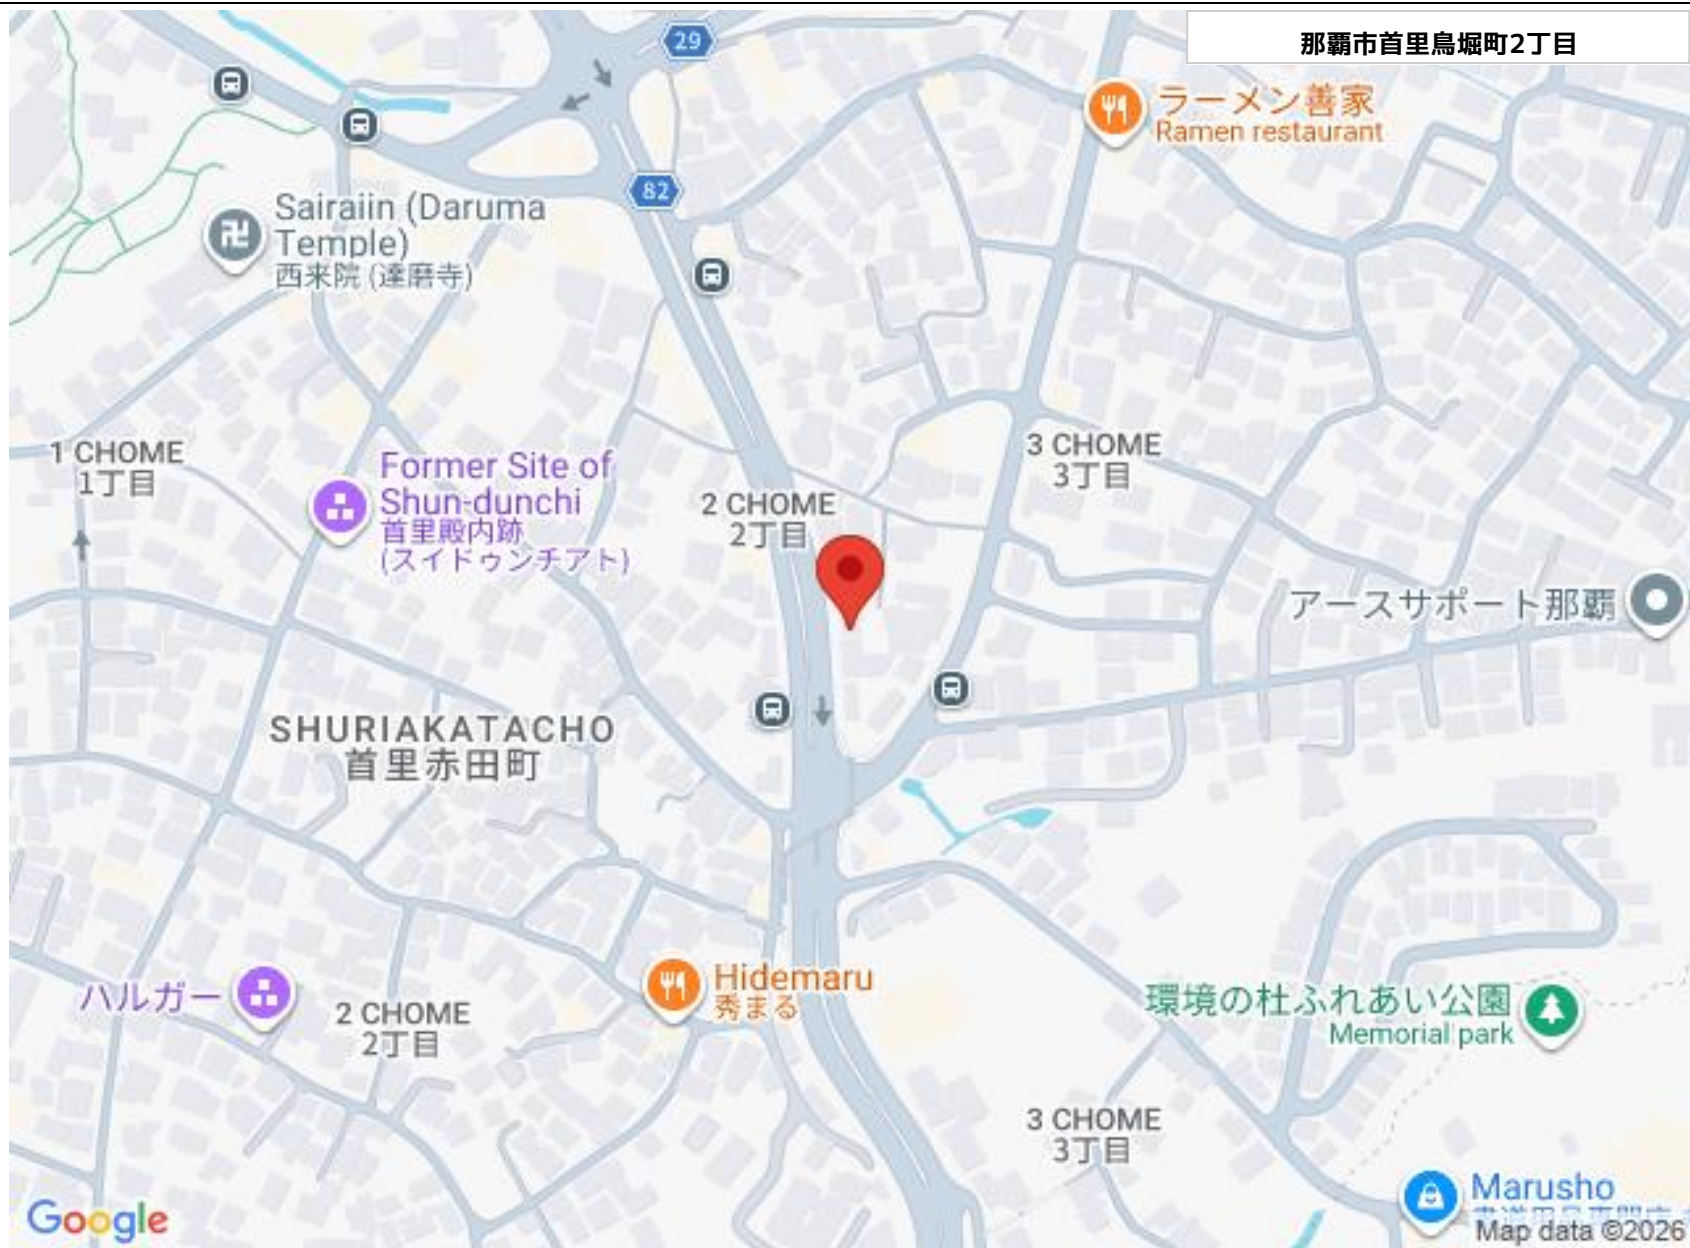 那覇市首里鳥堀町2丁目
29
ラーメン善家
Ramen restaurant
82
Sairaiin (Daruma
Temple)
西来院 (達磨寺)
1 CHOME
1丁目
Former Site of
Shun-dunchi
首里殿内跡
(スイドゥンチアト)
2 CHOME
2丁目
3 CHOME
3丁目
アースサポート那覇
SHURIAKATACHO
首里赤田町
ハルガー
2 CHOME
2丁目
Hidemaru
秀まる
環境の杜ふれあい公園
Memorial park
3 CHOME
3丁目
Marusho
Google
Map data ©2026